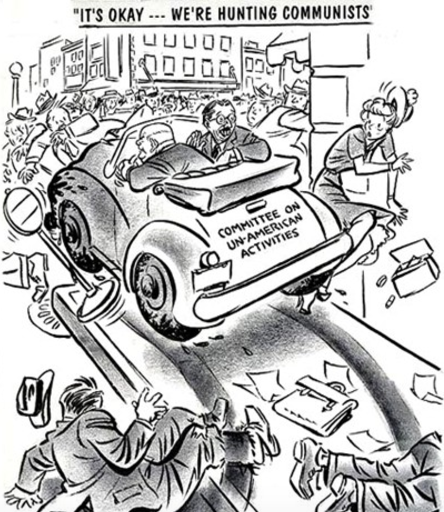 "IT'S OKAY --- WE'RE HUNTING COMMUNISTS"
COMMITTEE ON
UN-AMERICAN
ACTIVITIES